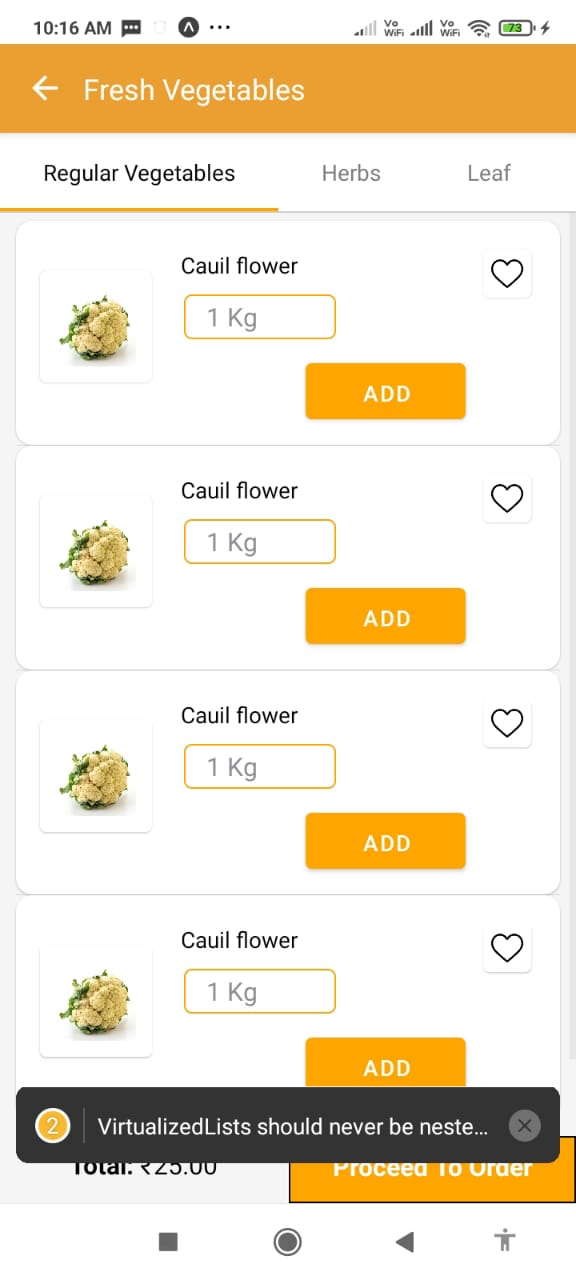 10:16 AM
Vo WiFi Vo WiFi 73
Fresh Vegetables
Regular Vegetables Herbs Leaf
Cauil flower
1 Kg
ADD
Cauil flower
1 Kg
ADD
Cauil flower
1 Kg
ADD
Cauil flower
1 Kg
ADD
2 VirtualizedLists should never be neste...
Total: ₹25.00
Proceed To Order